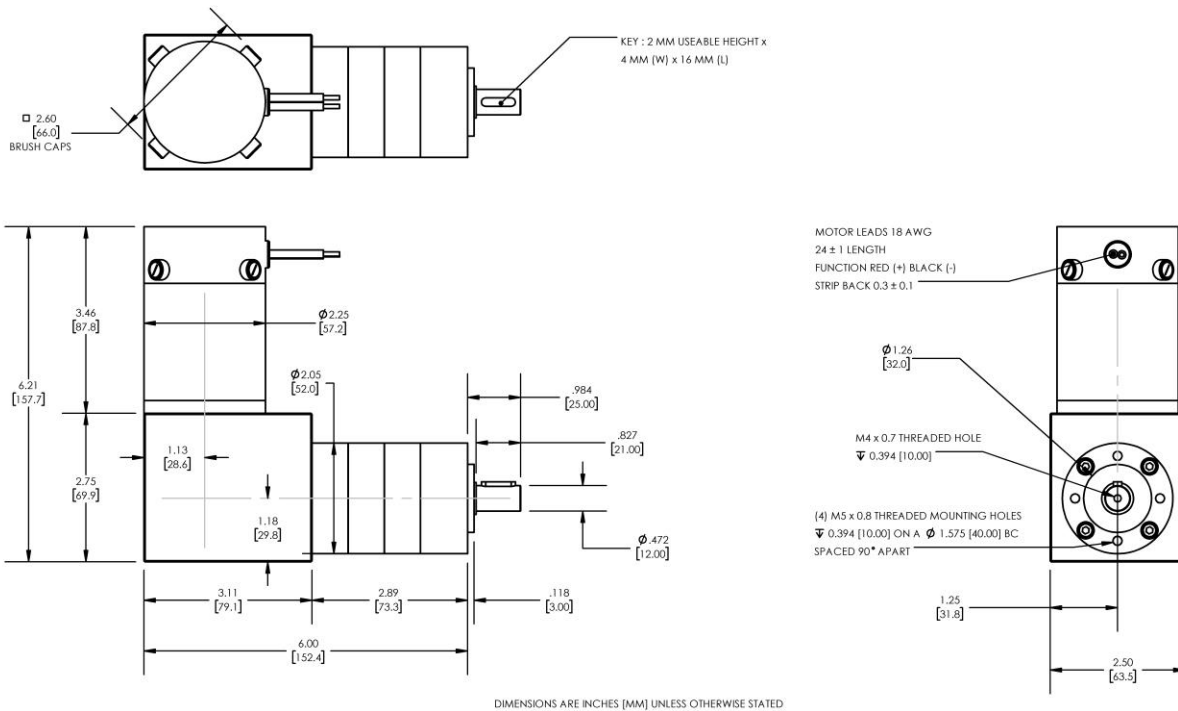 KEY : 2 MM USEABLE HEIGHT x
4 MM (W) x 16 MM (L)
□ 2.60
[66.0]
BRUSH CAPS
MOTOR LEADS 18 AWG
24 ± 1 LENGTH
FUNCTION RED (+) BLACK (-)
STRIP BACK 0.3 ± 0.1
3.46
[87.8]
Ø 2.25
[57.2]
6.21
[157.7]
Ø 2.05
[52.0]
.984
[25.00]
.827
[21.00]
1.13
[28.6]
2.75
[69.9]
1.18
[29.8]
Ø.472
[12.00]
3.11
[79.1]
2.89
[73.3]
.118
[3.00]
6.00
[152.4]
Ø 1.26
[32.0]
M4 x 0.7 THREADED HOLE
↧ 0.394 [10.00]
(4) M5 x 0.8 THREADED MOUNTING HOLES
↧ 0.394 [10.00] ON A Ø 1.575 [40.00] BC
SPACED 90° APART
1.25
[31.8]
2.50
[63.5]
DIMENSIONS ARE INCHES [MM] UNLESS OTHERWISE STATED